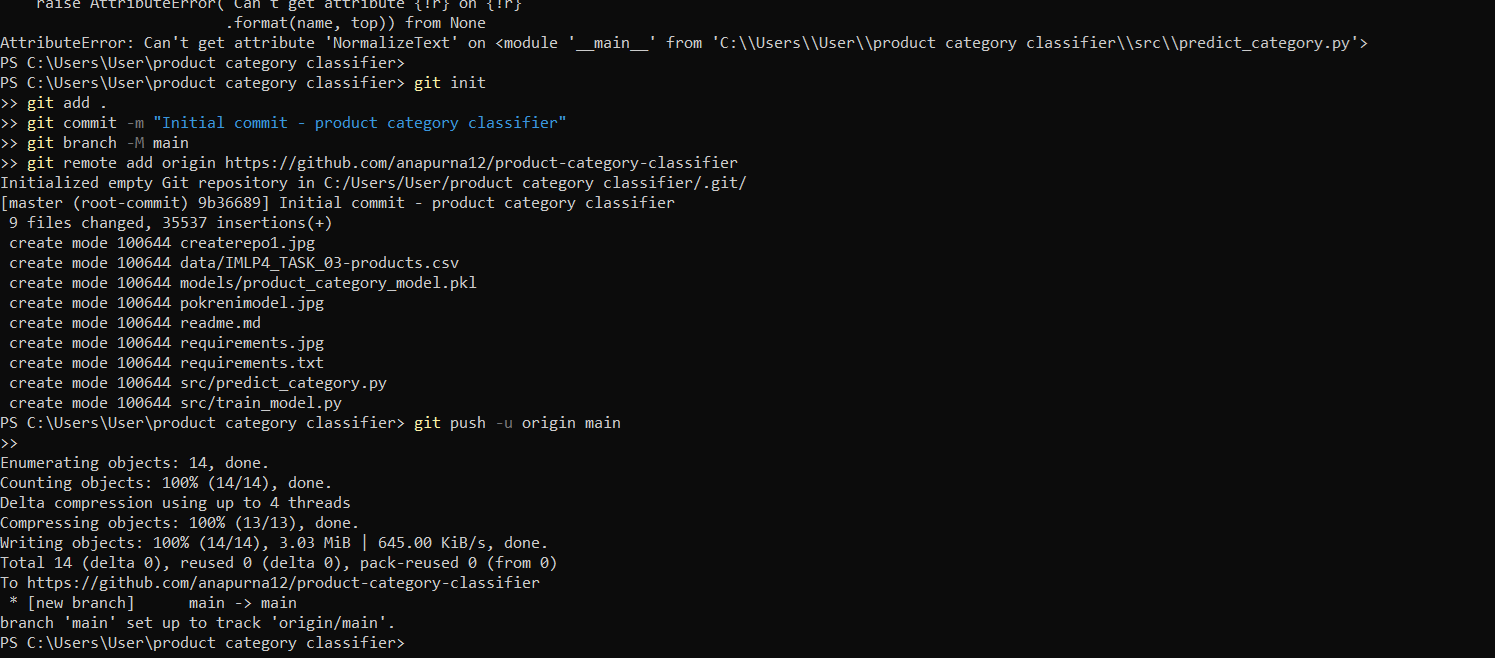 raise AttributeError("Can't get attribute {!r} on {!r}"
.format(name, top)) from None
AttributeError: Can't get attribute 'NormalizeText' on <module '__main__' from 'C:\\Users\\User\\product category classifier\\src\\predict_category.py'>
PS C:\Users\User\product category classifier>
PS C:\Users\User\product category classifier> git init
>> git add .
>> git commit -m "Initial commit - product category classifier"
>> git branch -M main
>> git remote add origin https://github.com/anapurna12/product-category-classifier
Initialized empty Git repository in C:/Users/User/product category classifier/.git/
[master (root-commit) 9b36689] Initial commit - product category classifier
9 files changed, 35537 insertions(+)
create mode 100644 createrepo1.jpg
create mode 100644 data/IMLP4_TASK_03-products.csv
create mode 100644 models/product_category_model.pkl
create mode 100644 pokrenimodel.jpg
create mode 100644 readme.md
create mode 100644 requirements.jpg
create mode 100644 requirements.txt
create mode 100644 src/predict_category.py
create mode 100644 src/train_model.py
PS C:\Users\User\product category classifier> git push -u origin main
>>
Enumerating objects: 14, done.
Counting objects: 100% (14/14), done.
Delta compression using up to 4 threads
Compressing objects: 100% (13/13), done.
Writing objects: 100% (14/14), 3.03 MiB | 645.00 KiB/s, done.
Total 14 (delta 0), reused 0 (delta 0), pack-reused 0 (from 0)
To https://github.com/anapurna12/product-category-classifier
* [new branch]      main -> main
branch 'main' set up to track 'origin/main'.
PS C:\Users\User\product category classifier>